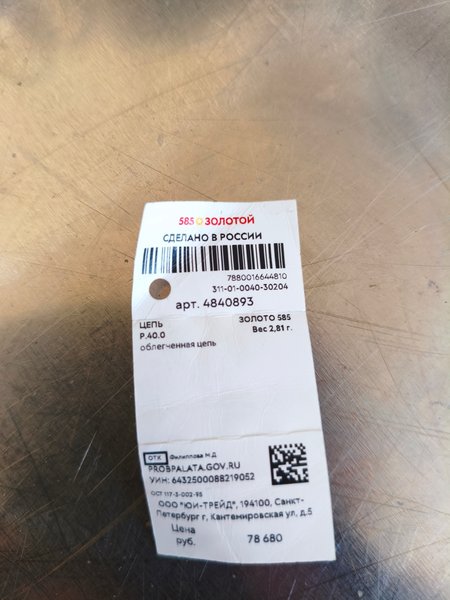 585 ЗОЛОТОЙ
СДЕЛАНО В РОССИИ
7880016644810
311-01-0040-30204
арт. 4840893
ЦЕПЬ ЗОЛОТО 585
Р.40.0 Вес 2,81 г.
облегченная цепь
ОТК Филиппова М.Д
PROBPALATA.GOV.RU
УИН: 6432500088219052
ОСТ 117-3-002-95
ООО "ЮИ-ТРЕЙД", 194100, Санкт-
Петербург г, Кантемировская ул, д.5
Цена
руб. 78 680